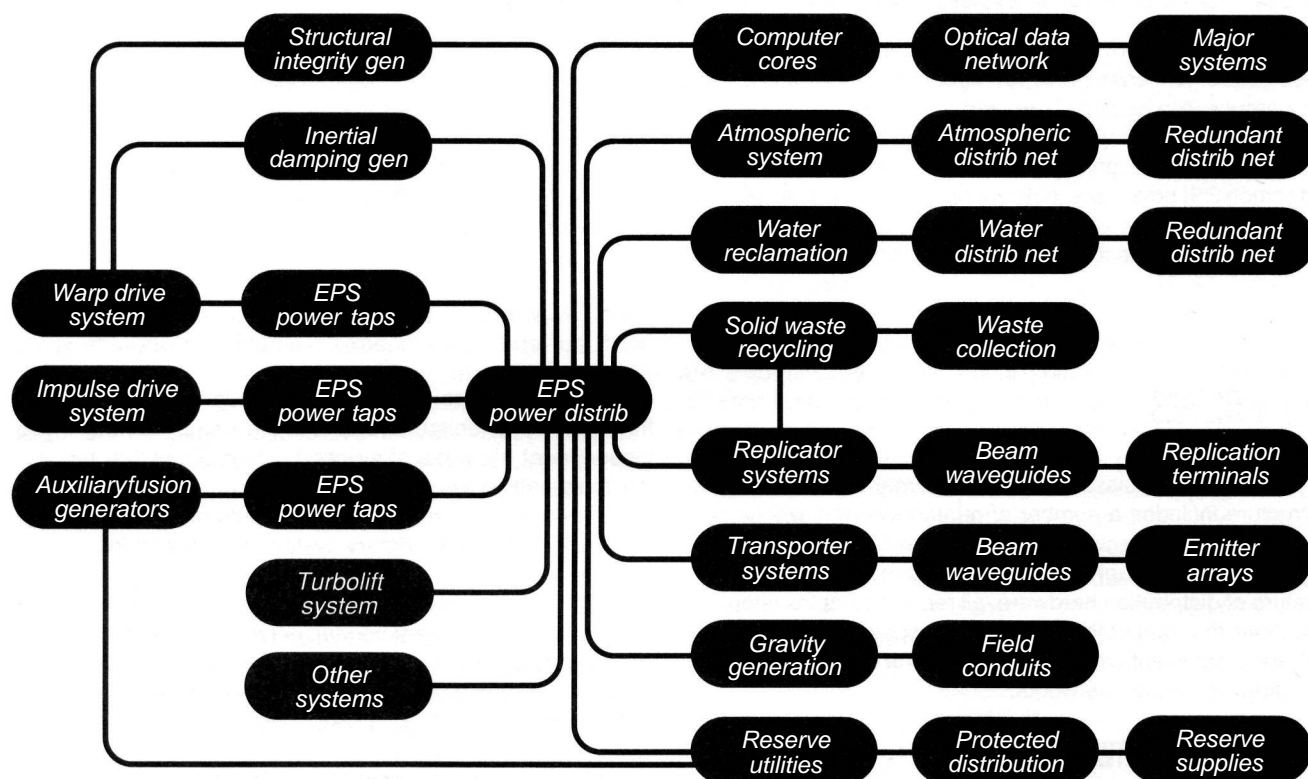 Structural
integrity gen
Computer
cores
Optical data
network
Major
systems
Inertial
damping gen
Atmospheric
system
Atmospheric
distrib net
Redundant
distrib net
Water
reclamation
Water
distrib net
Redundant
distrib net
Warp drive
system
EPS
power taps
Solid waste
recycling
Waste
collection
Impulse drive
system
EPS
power taps
EPS
power distrib
Replicator
systems
Beam
waveguides
Replication
terminals
Auxiliaryfusion
generators
EPS
power taps
Transporter
systems
Beam
waveguides
Emitter
arrays
Turbolift
system
Gravity
generation
Field
conduits
Other
systems
Reserve
utilities
Protected
distribution
Reserve
supplies